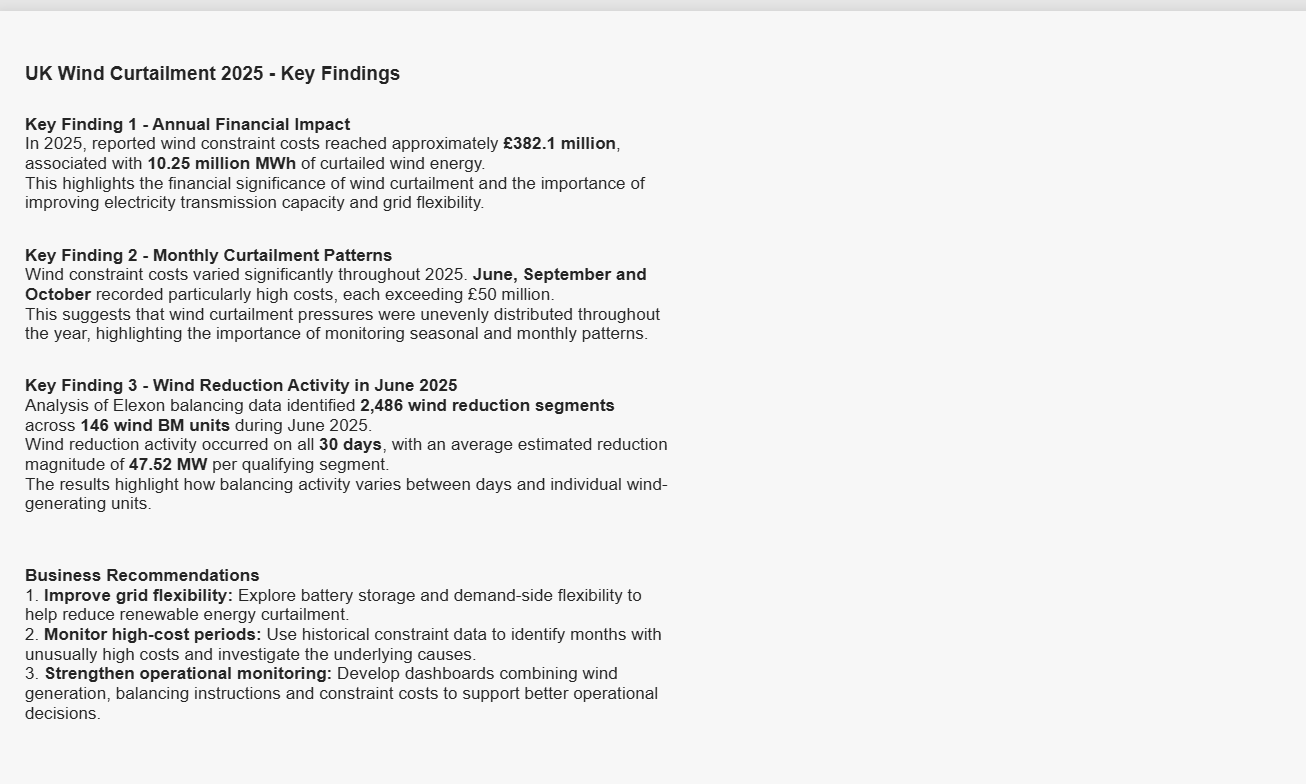 UK Wind Curtailment 2025 - Key Findings
Key Finding 1 - Annual Financial Impact
In 2025, reported wind constraint costs reached approximately £382.1 million,
associated with 10.25 million MWh of curtailed wind energy.
This highlights the financial significance of wind curtailment and the importance of
improving electricity transmission capacity and grid flexibility.
Key Finding 2 - Monthly Curtailment Patterns
Wind constraint costs varied significantly throughout 2025. June, September and
October recorded particularly high costs, each exceeding £50 million.
This suggests that wind curtailment pressures were unevenly distributed throughout
the year, highlighting the importance of monitoring seasonal and monthly patterns.
Key Finding 3 - Wind Reduction Activity in June 2025
Analysis of Elexon balancing data identified 2,486 wind reduction segments
across 146 wind BM units during June 2025.
Wind reduction activity occurred on all 30 days, with an average estimated reduction
magnitude of 47.52 MW per qualifying segment.
The results highlight how balancing activity varies between days and individual wind-
generating units.
Business Recommendations
1. Improve grid flexibility: Explore battery storage and demand-side flexibility to
help reduce renewable energy curtailment.
2. Monitor high-cost periods: Use historical constraint data to identify months with
unusually high costs and investigate the underlying causes.
3. Strengthen operational monitoring: Develop dashboards combining wind
generation, balancing instructions and constraint costs to support better operational
decisions.